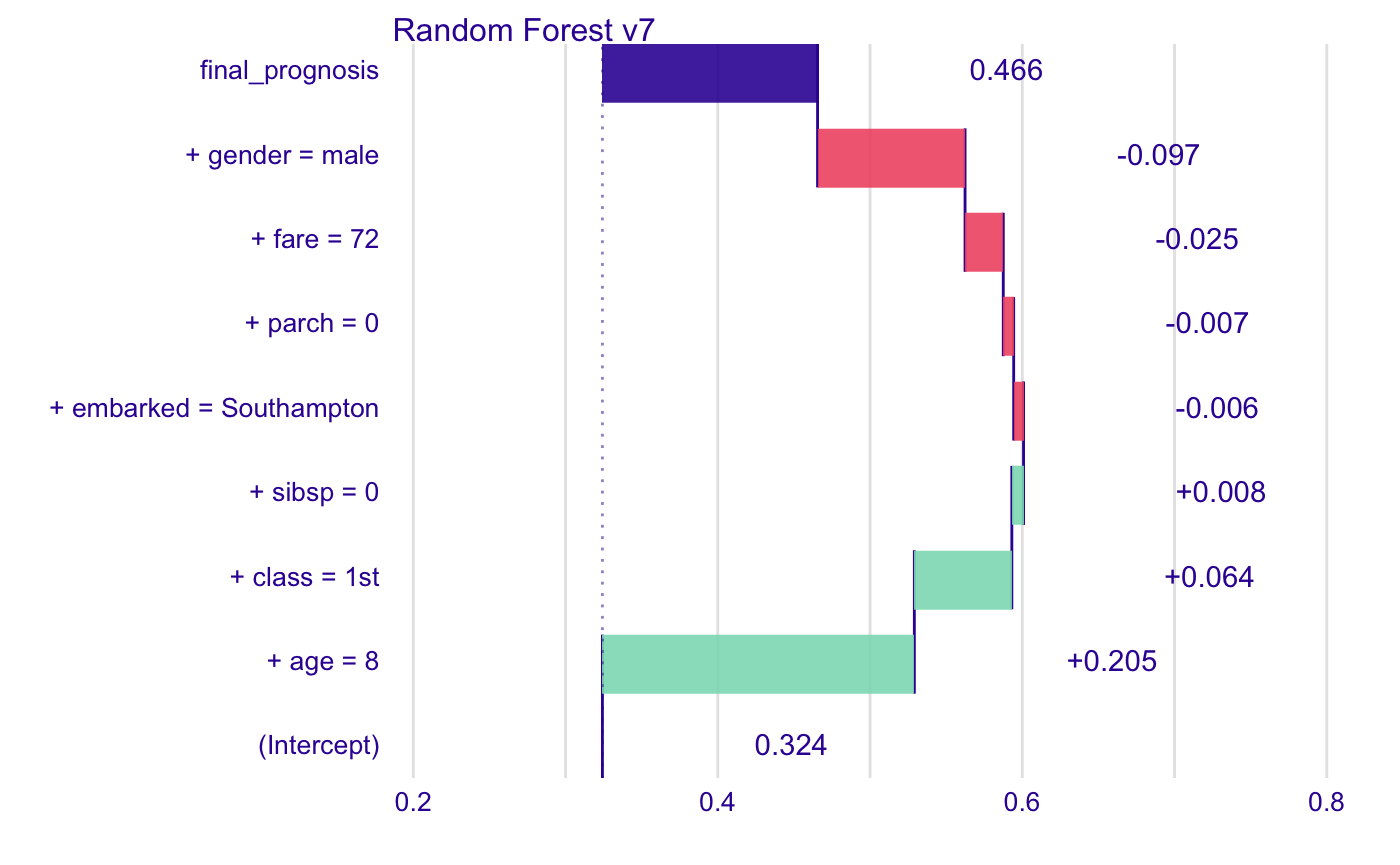 Random Forest v7
final_prognosis 0.466
+ gender = male -0.097
+ fare = 72 -0.025
+ parch = 0 -0.007
+ embarked = Southampton -0.006
+ sibsp = 0 +0.008
+ class = 1st +0.064
+ age = 8 +0.205
(Intercept) 0.324
0.2 0.4 0.6 0.8